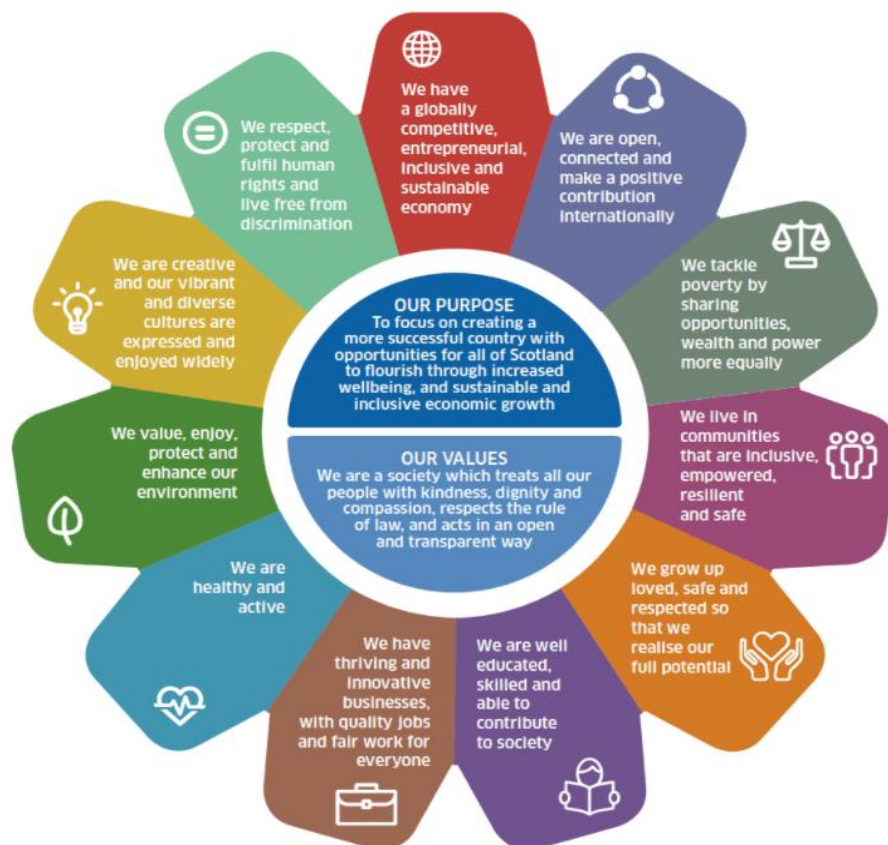 We have
a globally
competitive,
entrepreneurial,
inclusive and
sustainable
economy
We are open,
connected and
make a positive
contribution
internationally
We tackle
poverty by
sharing
opportunities,
wealth and power
more equally
We live in
communities
that are inclusive,
empowered,
resilient
and safe
We grow up
loved, safe and
respected so
that we
realise our
full potential
We are well
educated,
skilled and
able to
contribute
to society
We have
thriving and
innovative
businesses,
with quality jobs
and fair work for
everyone
We are
healthy and
active
We value, enjoy,
protect and
enhance our
environment
We are creative
and our vibrant
and diverse
cultures are
expressed and
enjoyed widely
We respect,
protect and
fulfil human
rights and
live free from
discrimination
OUR PURPOSE
To focus on creating a
more successful country with
opportunities for all of Scotland
to flourish through increased
wellbeing, and sustainable and
inclusive economic growth
OUR VALUES
We are a society which treats all our
people with kindness, dignity and
compassion, respects the rule
of law, and acts in an open
and transparent way